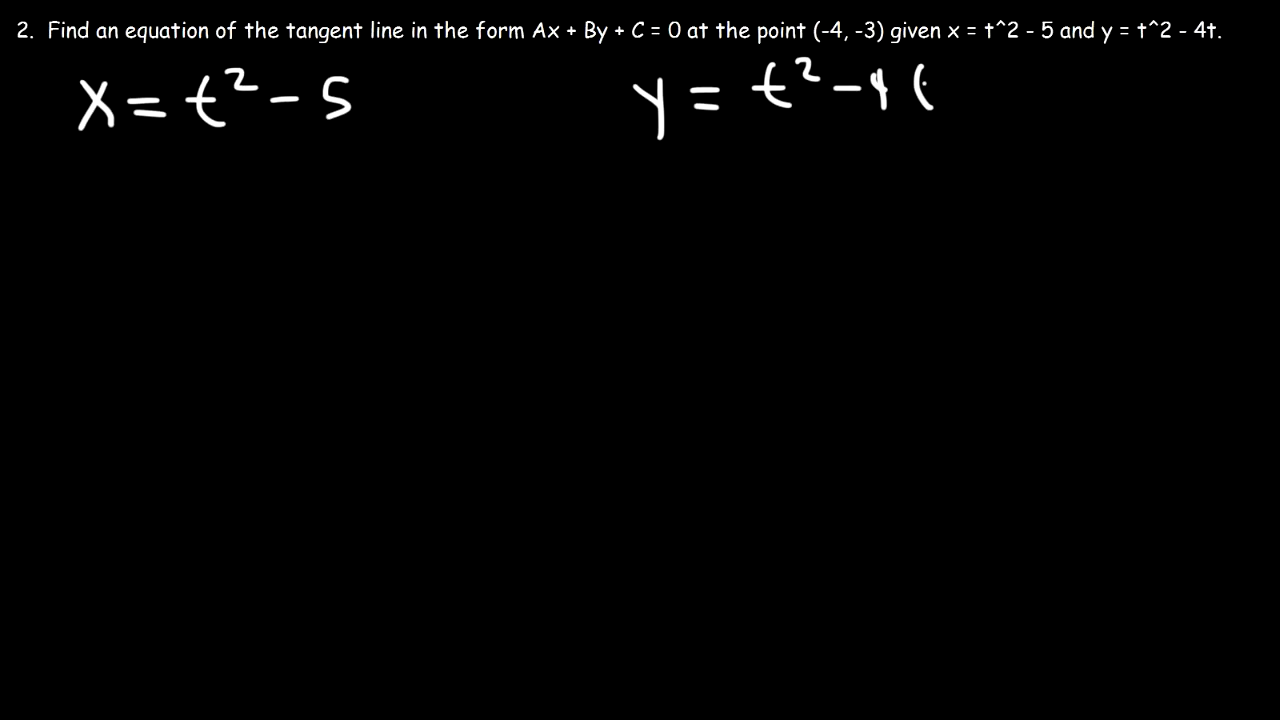 2. Find an equation of the tangent line in the form Ax + By + C = 0 at the point (-4, -3) given x = t^2 - 5 and y = t^2 - 4t.
x = t² - 5 y = t² - 4(